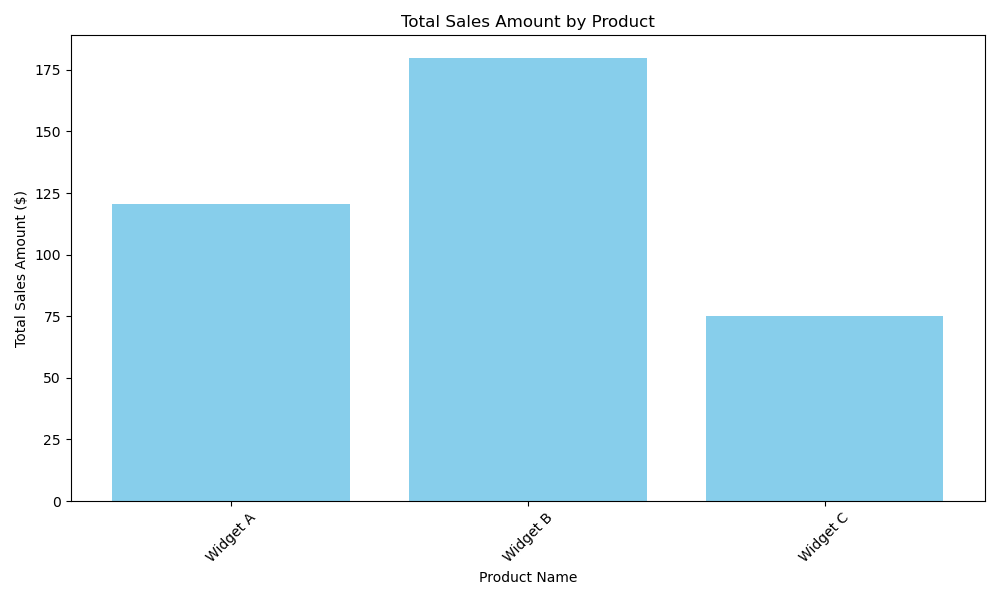 Total Sales Amount by Product
Total Sales Amount ($)
175
150
125
100
75
50
25
0
Widget A
Widget B
Widget C
Product Name